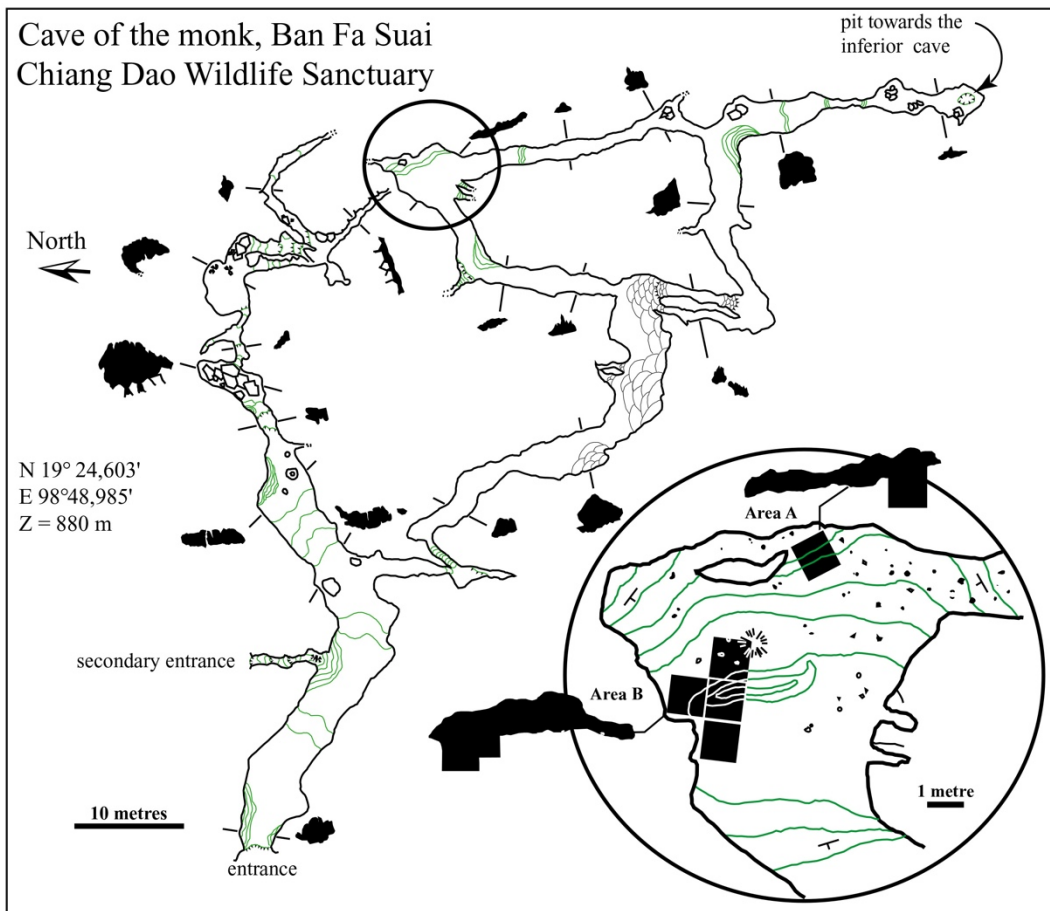 Cave of the monk, Ban Fa Suai
Chiang Dao Wildlife Sanctuary
pit towards the
inferior cave
North
N 19° 24,603'
E 98°48,985'
Z = 880 m
secondary entrance
Area A
Area B
10 metres
1 metre
entrance